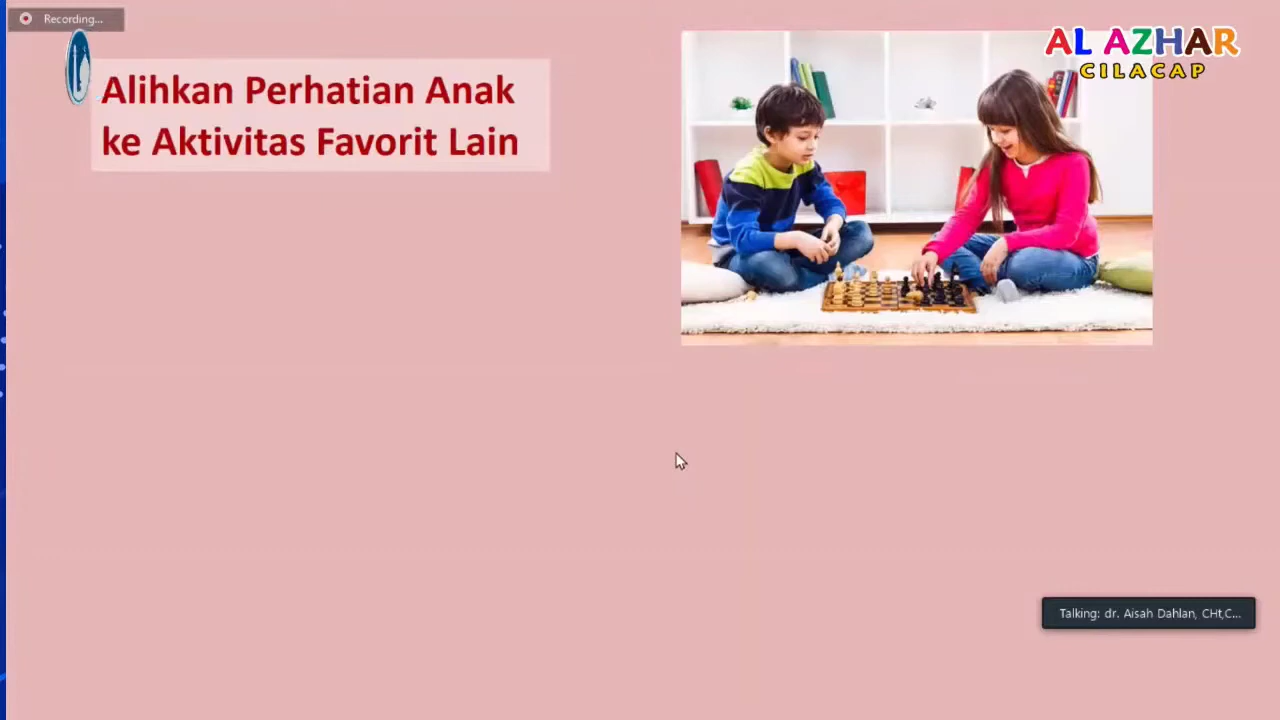 Recording...
AL AZHAR
CILACAP
Alihkan Perhatian Anak
ke Aktivitas Favorit Lain
Talking: dr. Aisah Dahlan, CHt,C...